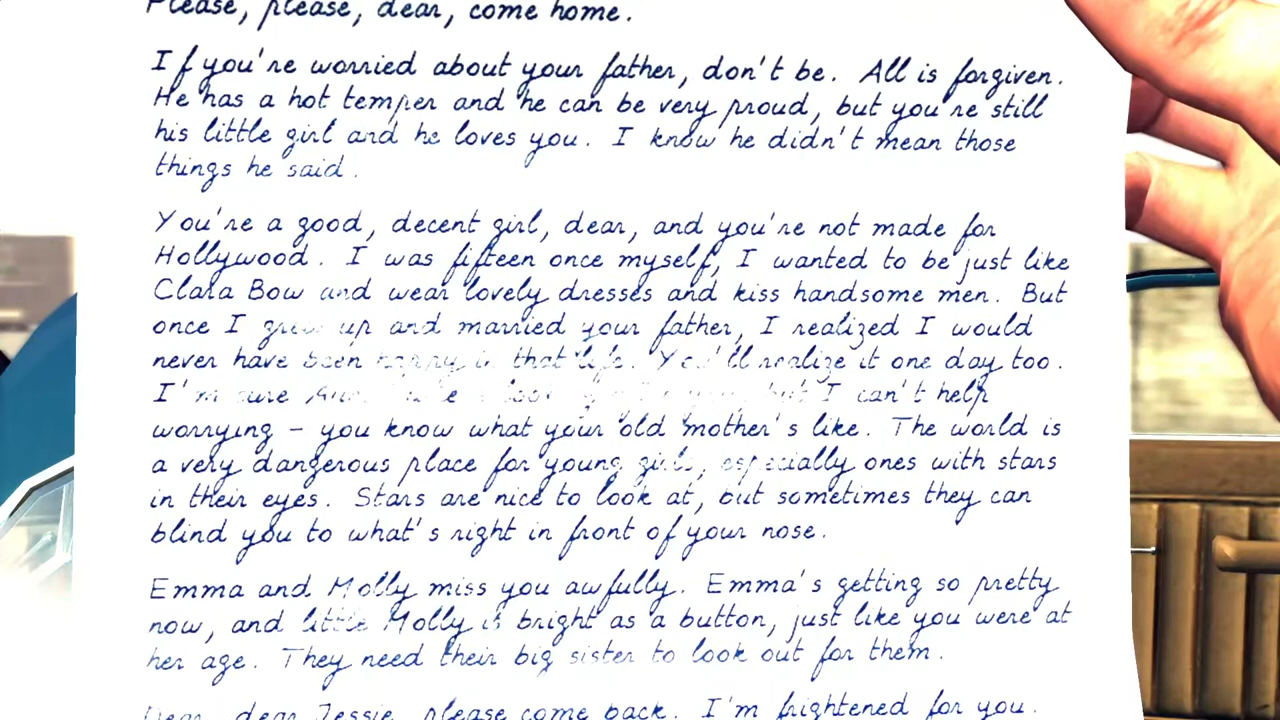 Please, please, dear, come home.
If you're worried about your father, don't be. All is forgiven.
He has a hot temper and he can be very proud, but you're still
his little girl and he loves you. I know he didn't mean those
things he said.
You're a good, decent girl, dear, and you're not made for
Hollywood. I was fifteen once myself, I wanted to be just like
Clara Bow and wear lovely dresses and kiss handsome men. But
once I grew up and married your father, I realized I would
never have been happy in that life. You'll realize it one day too.
I'm sure but I can't help
worrying - you know what your old mother's like. The world is
a very dangerous place for young girls, especially ones with stars
in their eyes. Stars are nice to look at, but sometimes they can
blind you to what's right in front of your nose.
Emma and Molly miss you awfully. Emma's getting so pretty
now, and little Molly is bright as a button, just like you were at
her age. They need their big sister to look out for them.
Dear, dear Jessie, please come back. I'm frightened for you.